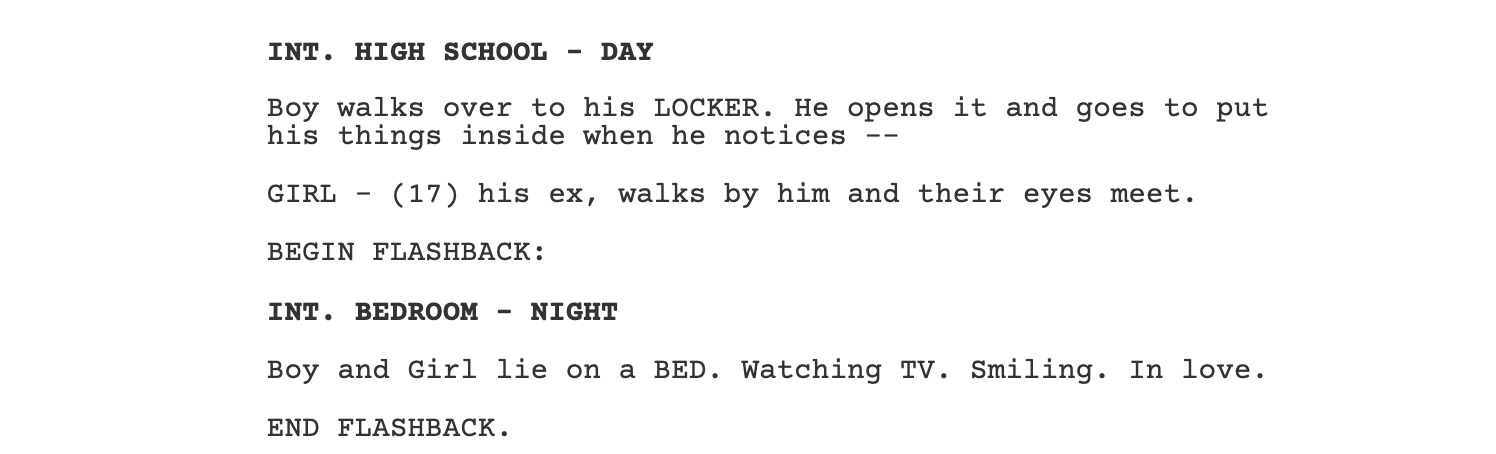 INT. HIGH SCHOOL - DAY
Boy walks over to his LOCKER. He opens it and goes to put
his things inside when he notices --
GIRL - (17) his ex, walks by him and their eyes meet.
BEGIN FLASHBACK:
INT. BEDROOM - NIGHT
Boy and Girl lie on a BED. Watching TV. Smiling. In love.
END FLASHBACK.